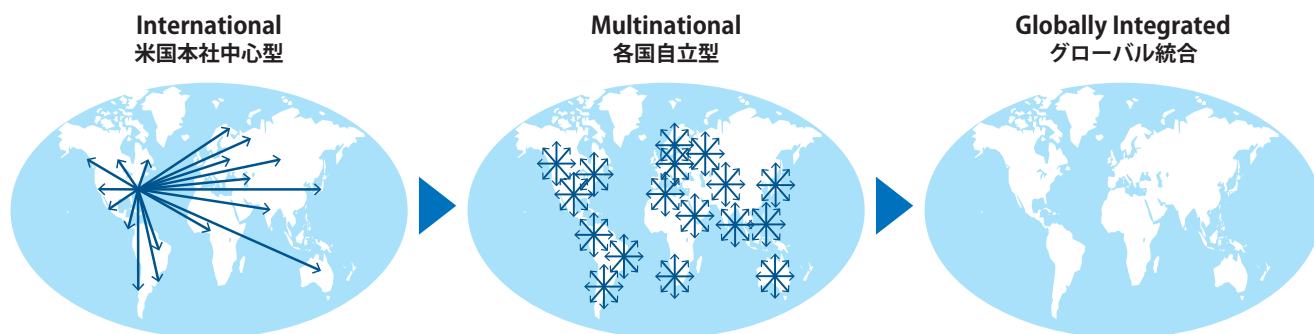 International
米国本社中心型
Multinational
各国自立型
Globally Integrated
グローバル統合